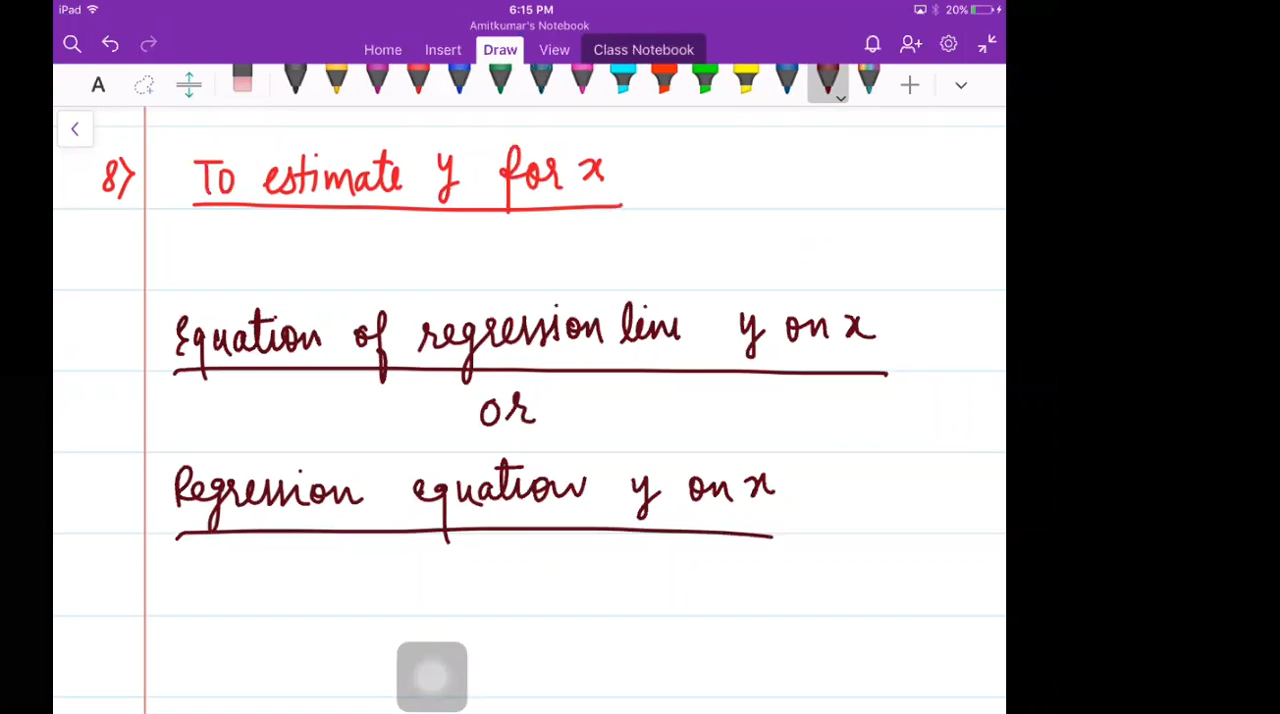 iPad 6:15 PM 20%
Amitkumar's Notebook
Home Insert Draw View Class Notebook
A
8) To estimate y for x
Equation of regression line y on x
or
Regression equation y on x